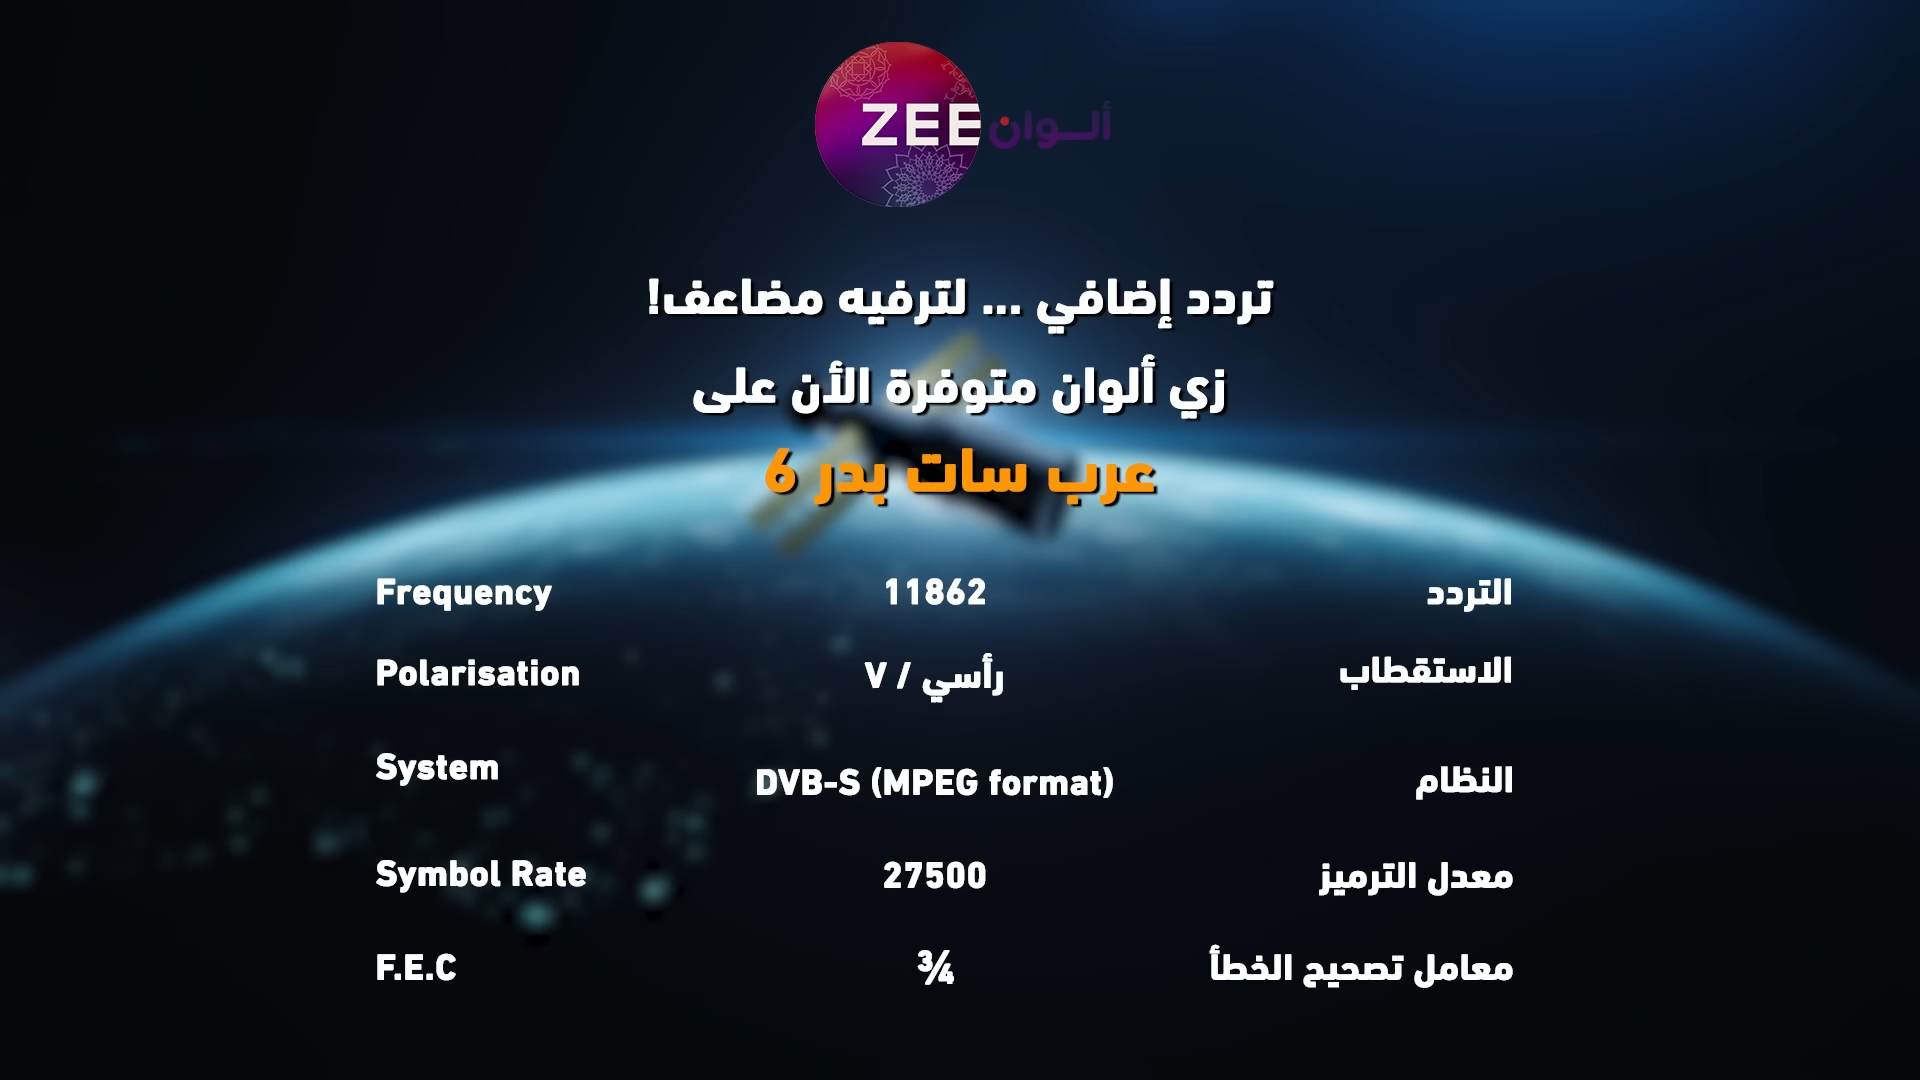 ZEE ألوان
تردد إضافي ... لترفيه مضاعف!
زي ألوان متوفرة الأن على
عرب سات بدر 6
Frequency 11862 التردد
Polarisation رأسي / V الاستقطاب
System DVB-S (MPEG format) النظام
Symbol Rate 27500 معدل الترميز
F.E.C ¾ معامل تصحيح الخطأ